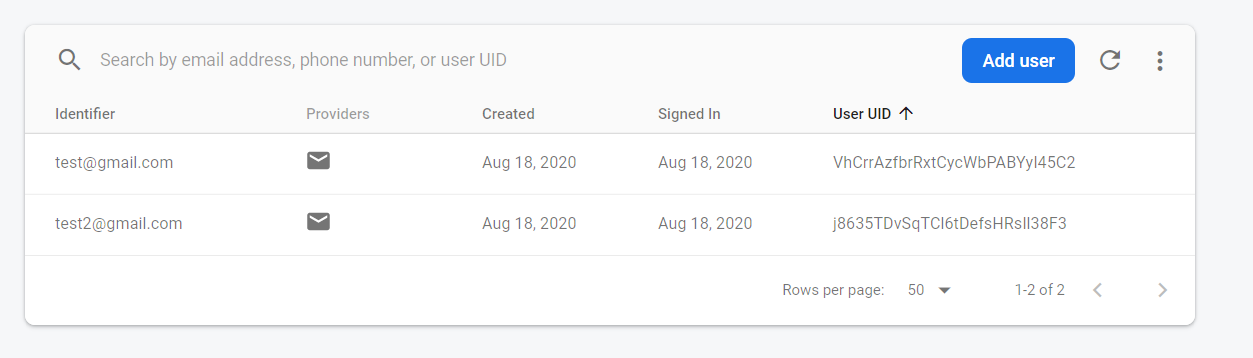 Search by email address, phone number, or user UID Add user
Identifier Providers Created Signed In User UID
test@gmail.com Aug 18, 2020 Aug 18, 2020 VhCrrAzfbrRxtCycWbPABYyI45C2
test2@gmail.com Aug 18, 2020 Aug 18, 2020 j8635TDvSqTCl6tDefsHRsIl38F3
Rows per page: 50 1-2 of 2